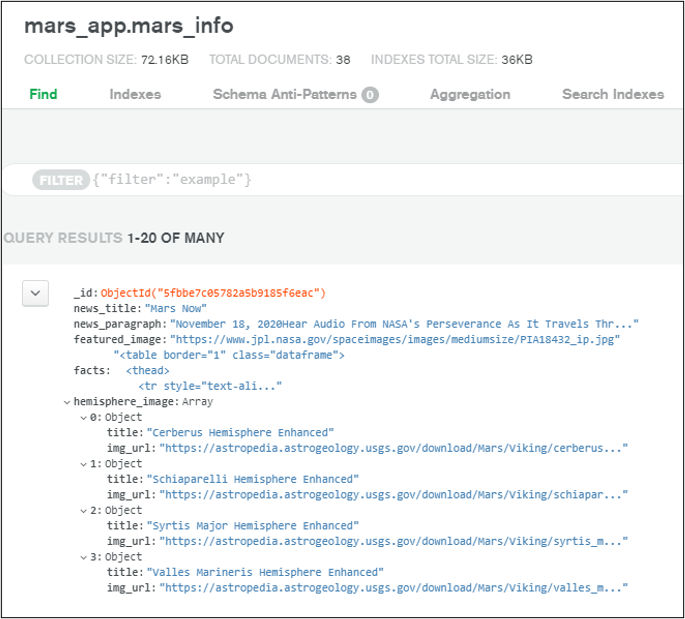 mars_app.mars_info
COLLECTION SIZE: 72.16KB TOTAL DOCUMENTS: 38 INDEXES TOTAL SIZE: 36KB
Find Indexes Schema Anti-Patterns 0 Aggregation Search Indexes
FILTER {"filter":"example"}
QUERY RESULTS 1-20 OF MANY
_id: ObjectId("5fbbe7c05782a5b9185f6eac")
news_title: "Mars Now"
news_paragraph: "November 18, 2020Hear Audio From NASA's Perseverance As It Travels Thr..."
featured_image: "https://www.jpl.nasa.gov/spaceimages/images/mediumsize/PIA18432_ip.jpg"
"<table border="1" class="dataframe">
facts: <thead>
<tr style="text-ali..."
hemisphere_image: Array
0: Object
title: "Cerberus Hemisphere Enhanced"
img_url: "https://astropedia.astrogeology.usgs.gov/download/Mars/Viking/cerberus..."
1: Object
title: "Schiaparelli Hemisphere Enhanced"
img_url: "https://astropedia.astrogeology.usgs.gov/download/Mars/Viking/schiapar..."
2: Object
title: "Syrtis Major Hemisphere Enhanced"
img_url: "https://astropedia.astrogeology.usgs.gov/download/Mars/Viking/syrtis_m..."
3: Object
title: "Valles Marineris Hemisphere Enhanced"
img_url: "https://astropedia.astrogeology.usgs.gov/download/Mars/Viking/valles_m..."